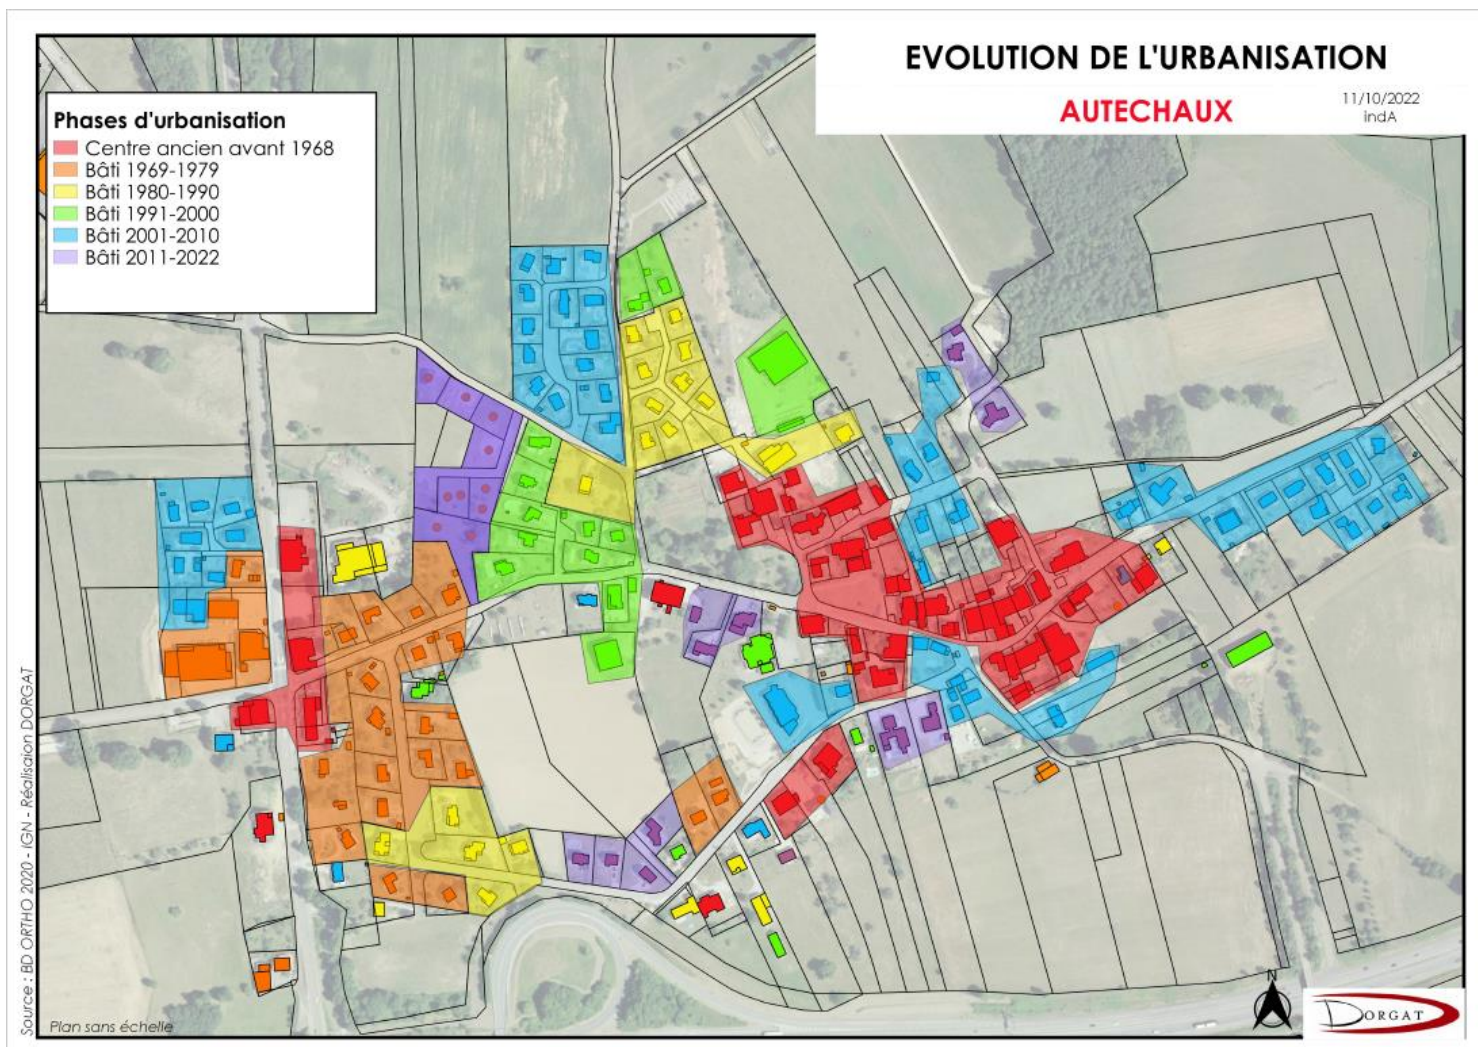 EVOLUTION DE L'URBANISATION
AUTECHAUX
11/10/2022
indA
Phases d'urbanisation
Centre ancien avant 1968
Bâti 1969-1979
Bâti 1980-1990
Bâti 1991-2000
Bâti 2001-2010
Bâti 2011-2022
Source : BD ORTHO 2020 - IGN - Réalisaion DORGAT
Plan sans échelle
N
DORGAT